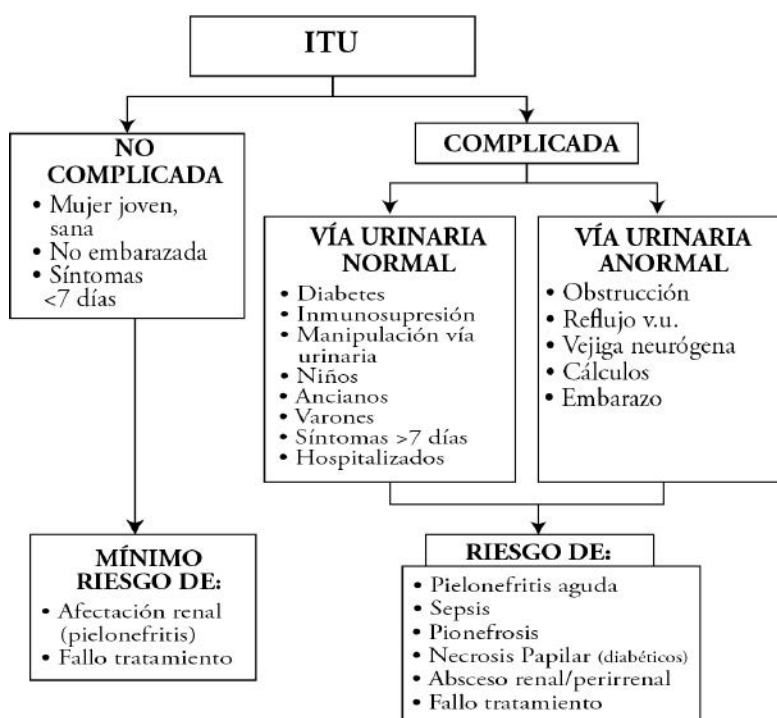 ITU
NO
COMPLICADA
• Mujer joven,
sana
• No embarazada
• Síntomas
<7 días
COMPLICADA
VÍA URINARIA
NORMAL
• Diabetes
• Inmunosupresión
• Manipulación vía
urinaria
• Niños
• Ancianos
• Varones
• Síntomas >7 días
• Hospitalizados
VÍA URINARIA
ANORMAL
• Obstrucción
• Reflujo v.u.
• Vejiga neurógena
• Cálculos
• Embarazo
MÍNIMO
RIESGO DE:
• Afectación renal
(pielonefritis)
• Fallo tratamiento
RIESGO DE:
• Pielonefritis aguda
• Sepsis
• Pionefrosis
• Necrosis Papilar (diabéticos)
• Absceso renal/perirrenal
• Fallo tratamiento